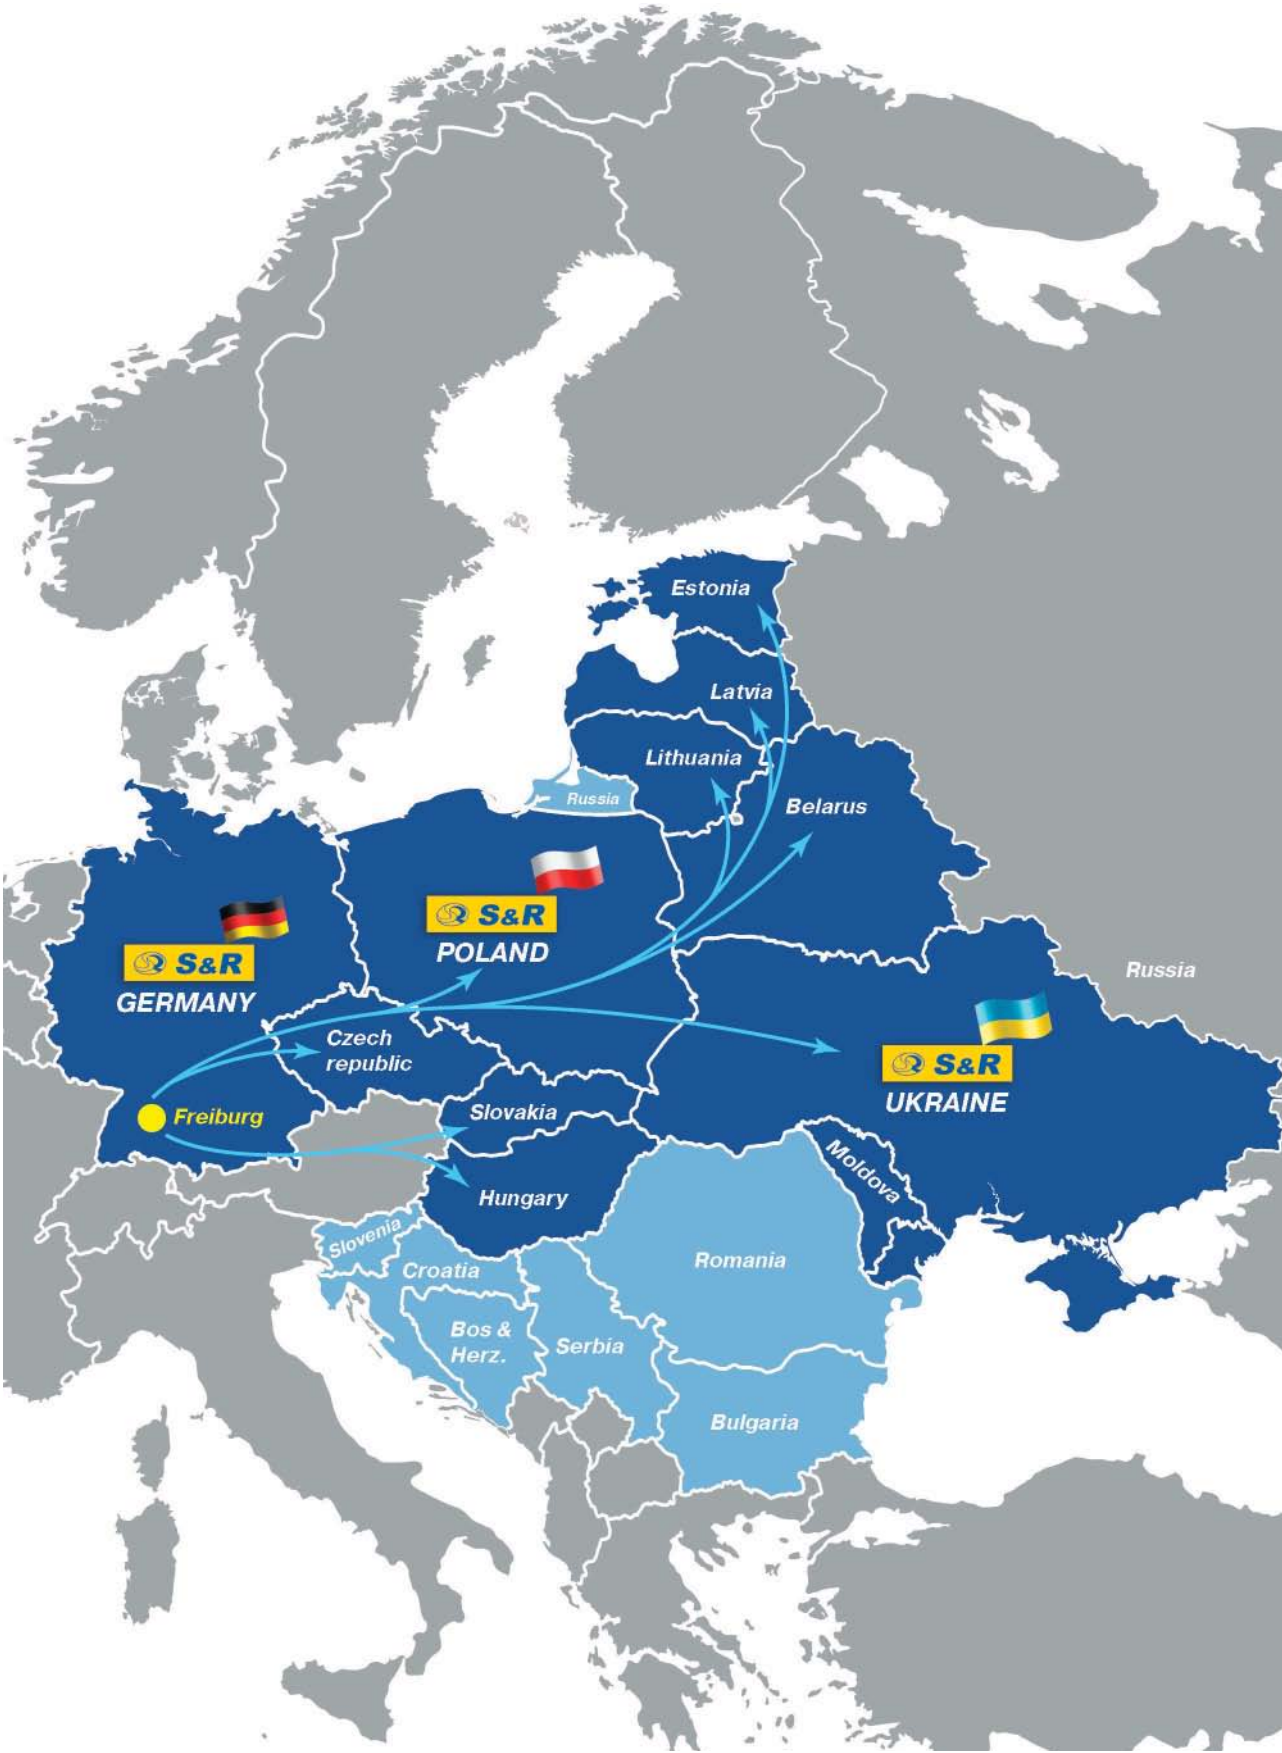 Estonia
Latvia
Lithuania
Russia
Belarus
S&R
POLAND
S&R
GERMANY
Russia
S&R
UKRAINE
Czech
republic
Freiburg
Slovakia
Moldova
Hungary
Slovenia
Croatia
Romania
Bos &
Herz.
Serbia
Bulgaria